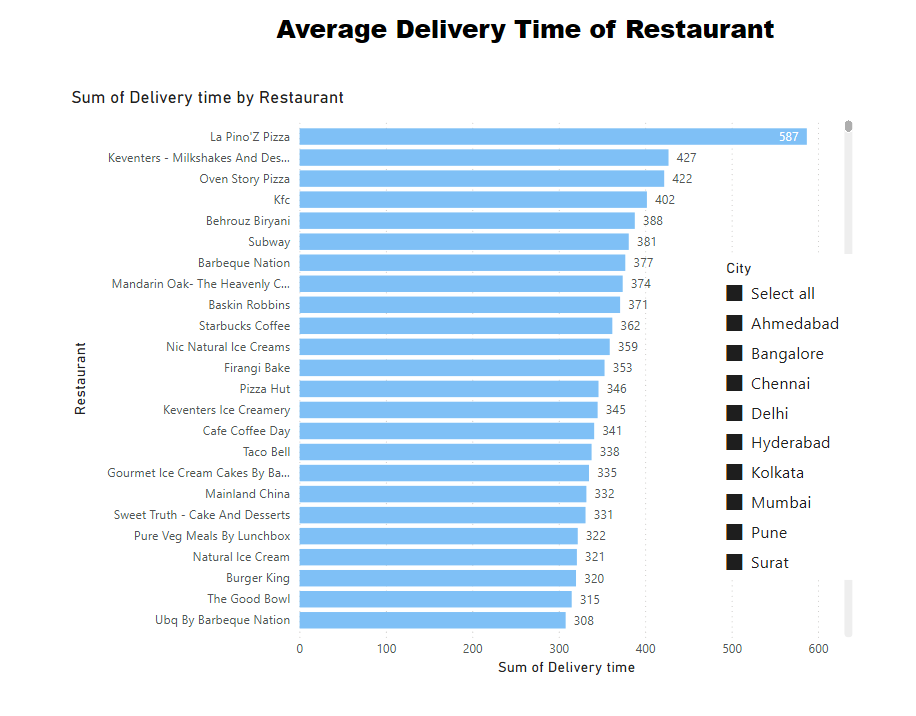 Average Delivery Time of Restaurant
Sum of Delivery time by Restaurant
La Pino'Z Pizza 587
Keventers - Milkshakes And Des... 427
Oven Story Pizza 422
Kfc 402
Behrouz Biryani 388
Subway 381
Barbeque Nation 377
Mandarin Oak- The Heavenly C... 374
Baskin Robbins 371
Starbucks Coffee 362
Nic Natural Ice Creams 359
Firangi Bake 353
Pizza Hut 346
Keventers Ice Creamery 345
Cafe Coffee Day 341
Taco Bell 338
Gourmet Ice Cream Cakes By Ba... 335
Mainland China 332
Sweet Truth - Cake And Desserts 331
Pure Veg Meals By Lunchbox 322
Natural Ice Cream 321
Burger King 320
The Good Bowl 315
Ubq By Barbeque Nation 308
Restaurant
0 100 200 300 400 500 600
Sum of Delivery time
City
Select all
Ahmedabad
Bangalore
Chennai
Delhi
Hyderabad
Kolkata
Mumbai
Pune
Surat